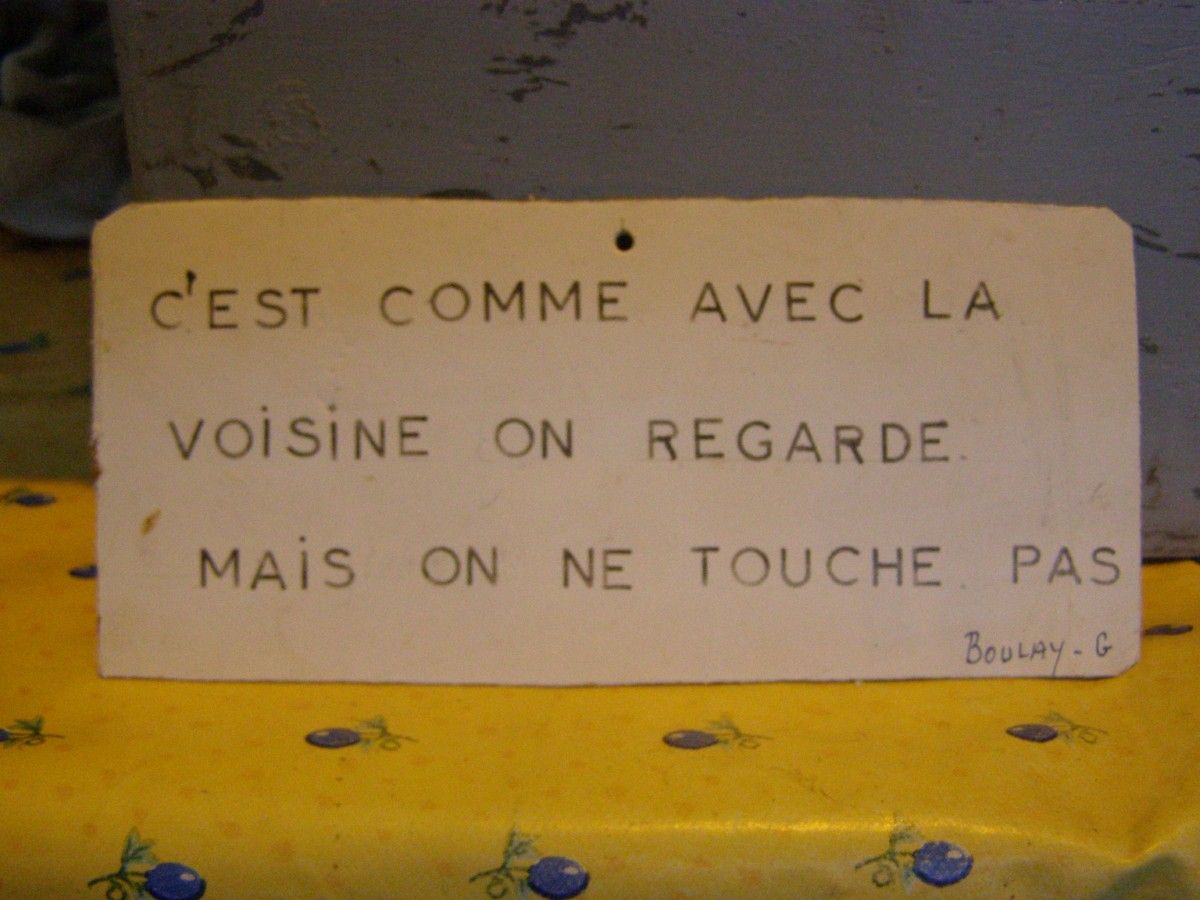 C'EST COMME AVEC LA
VOiSiNE ON REGARDE.
MAiS ON NE TOUCHE. PAS
BOULAY - G